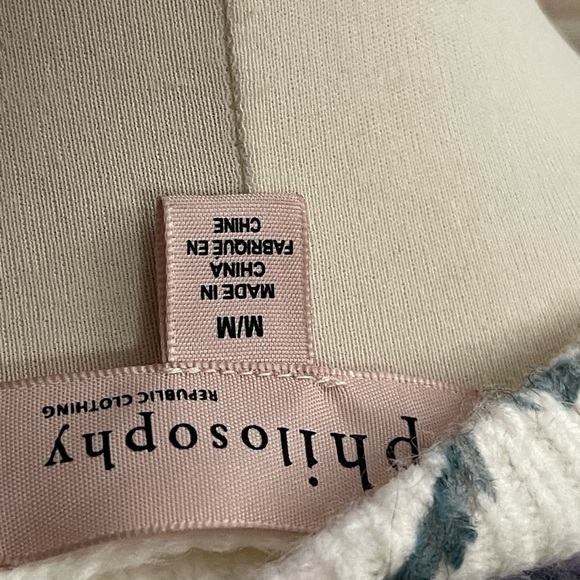 philosophy
REPUBLIC CLOTHING
M/M
MADE IN
CHINA
FABRIQUÉ EN
CHINE